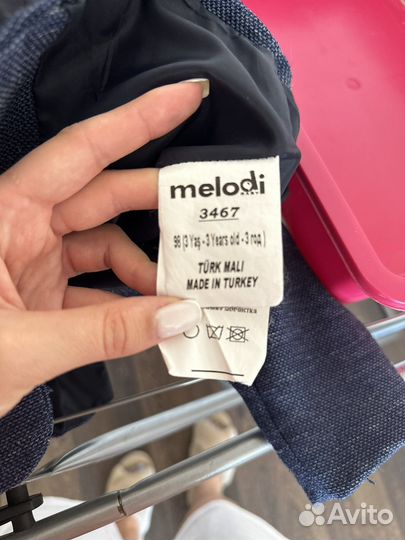 melodi
3467
98 (3 Yaş - 3 Years old - 3 год)
TÜRK MALI
MADE IN TURKEY
Avito